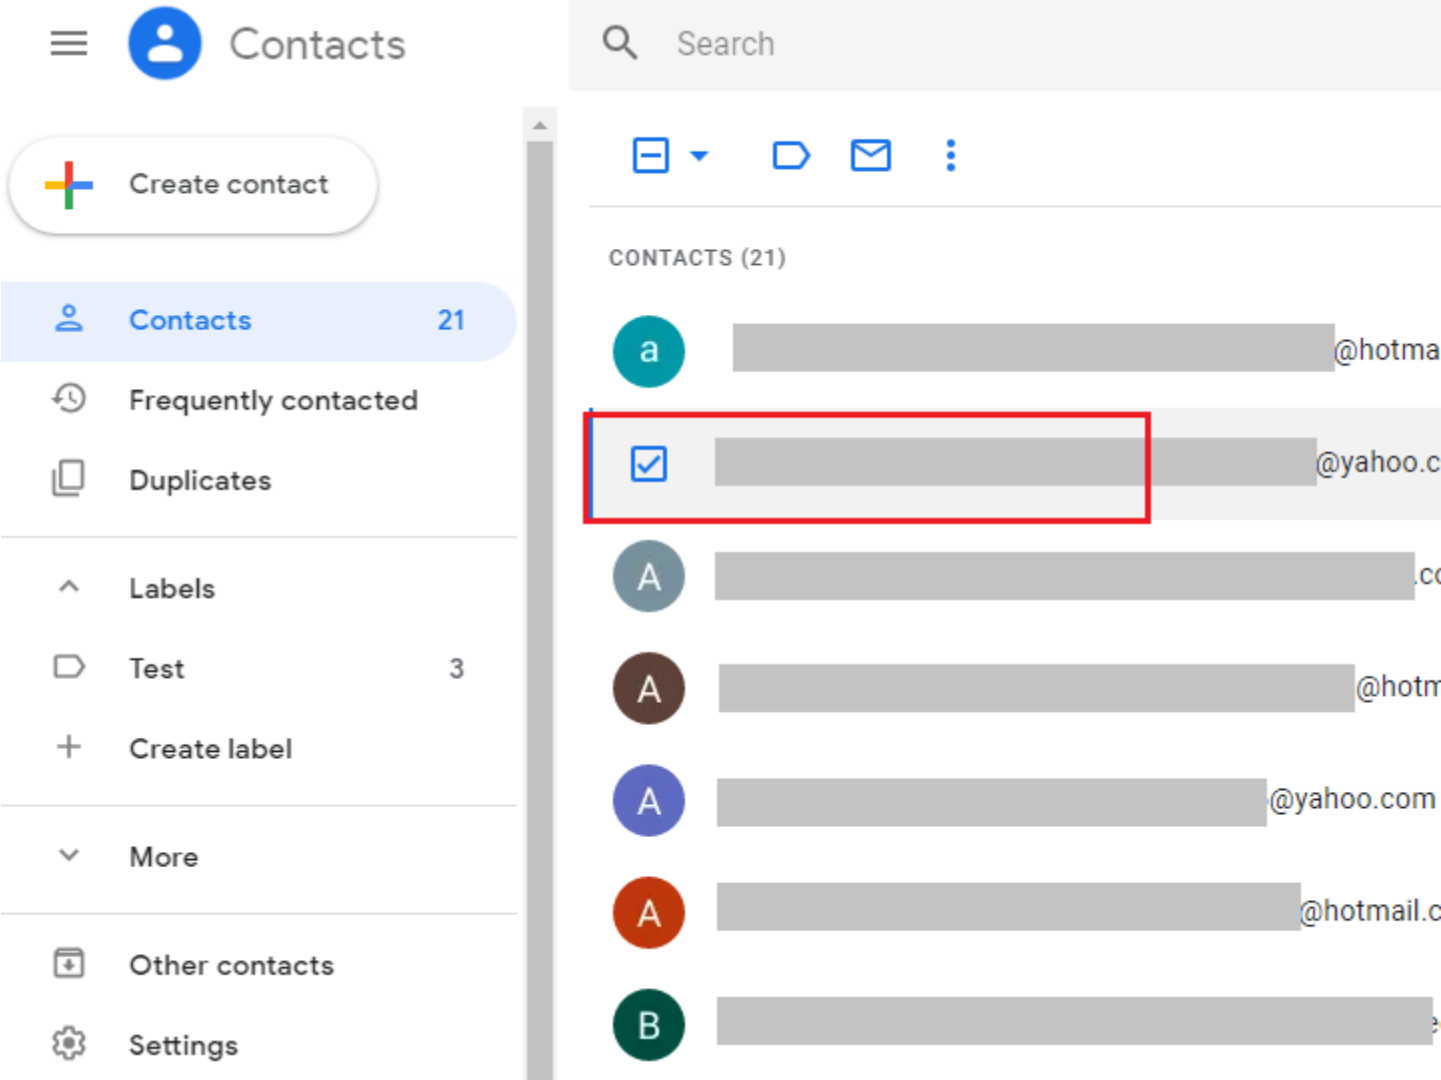 Contacts
Search
Create contact
CONTACTS (21)
Contacts 21
Frequently contacted
Duplicates
Labels
Test 3
Create label
More
Other contacts
Settings
a @hotma
@yahoo.c
A .co
A @hotm
A @yahoo.com
A @hotmail.c
B